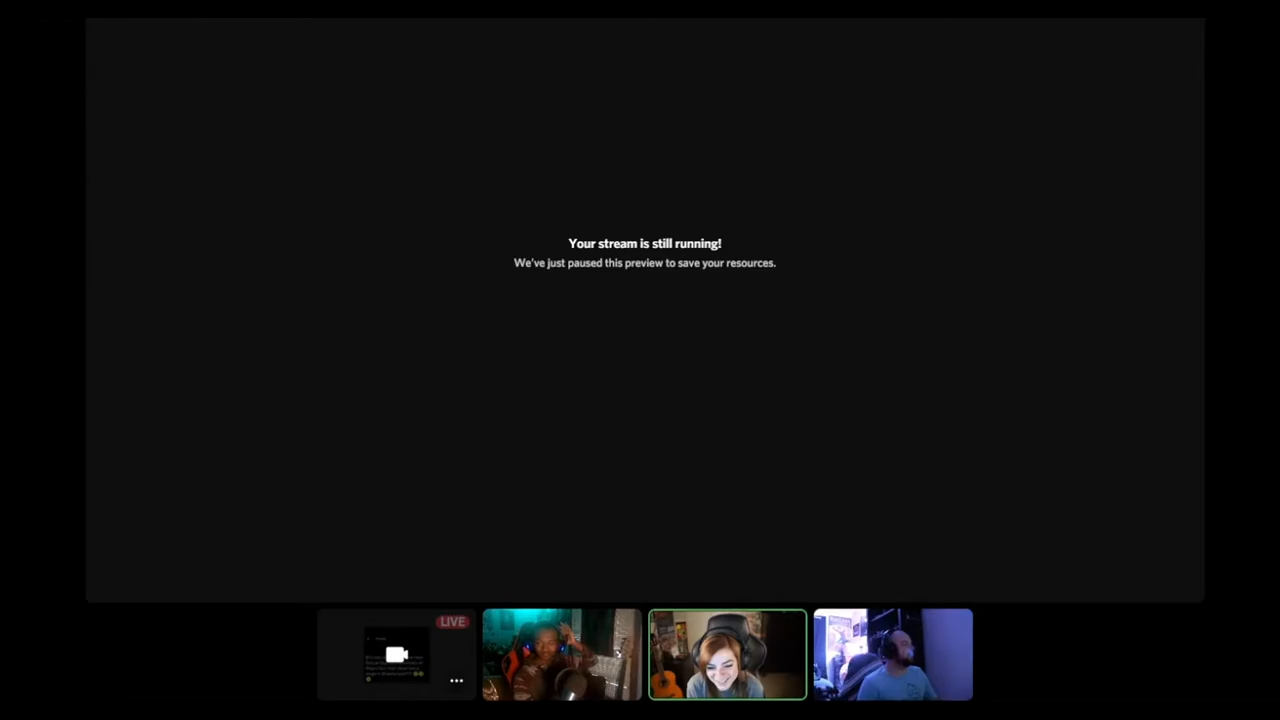 Your stream is still running!
We've just paused this preview to save your resources.
LIVE